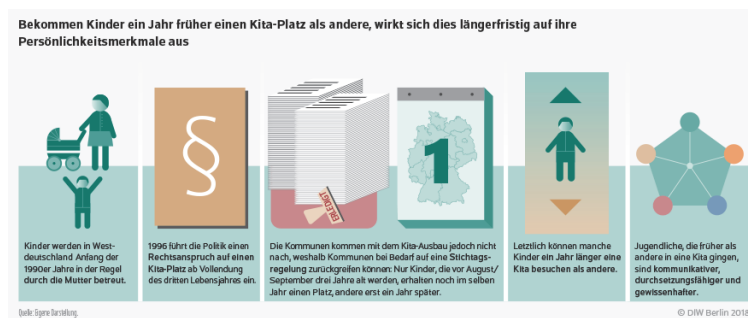 Bekommen Kinder ein Jahr früher einen Kita-Platz als andere, wirkt sich dies längerfristig auf ihre
Persönlichkeitsmerkmale aus
§
ERLEDIGT
1
Kinder werden in West-
deutschland Anfang der
1990er Jahre in der Regel
durch die Mutter betreut.
1996 führt die Politik einen
Rechtsanspruch auf einen
Kita-Platz ab Vollendung
des dritten Lebensjahres ein.
Die Kommunen kommen mit dem Kita-Ausbau jedoch nicht
nach, weshalb Kommunen bei Bedarf auf eine Stichtags-
regelung zurückgreifen können: Nur Kinder, die vor August/
September drei Jahre alt werden, erhalten noch im selben
Jahr einen Platz, andere erst ein Jahr später.
Letztlich können manche
Kinder ein Jahr länger eine
Kita besuchen als andere.
Jugendliche, die früher als
andere in eine Kita gingen,
sind kommunikativer,
durchsetzungsfähiger und
gewissenhafter.
Quelle: Eigene Darstellung.
© DIW Berlin 2018